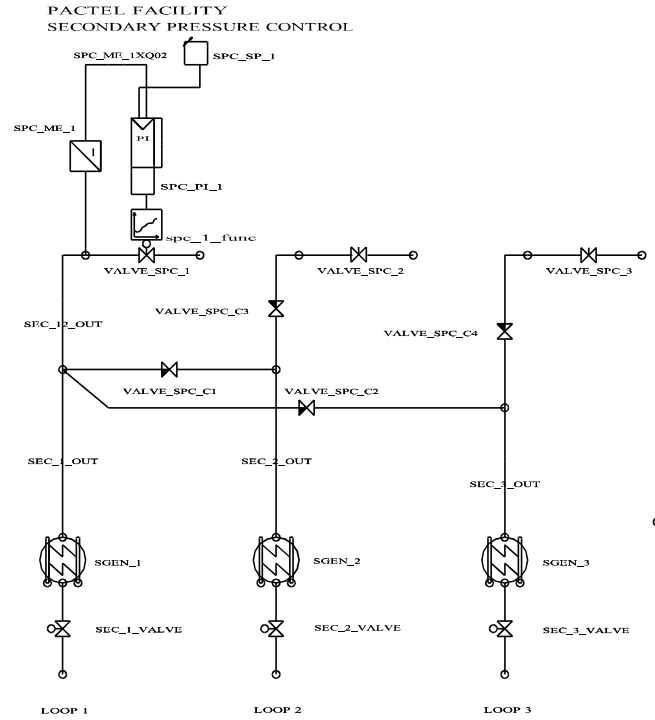 PACTEL FACILITY
SECONDARY PRESSURE CONTROL
SPC_ME_1XQ02
SPC_SP_1
SPC_ME_1
PI
SPC_PI_1
spc_1_func
VALVE_SPC_1
VALVE_SPC_2
VALVE_SPC_3
VALVE_SPC_C3
SEC_12_OUT
VALVE_SPC_C4
VALVE_SPC_C1
VALVE_SPC_C2
SEC_1_OUT
SEC_2_OUT
SEC_3_OUT
SGEN_1
SGEN_2
SGEN_3
SEC_1_VALVE
SEC_2_VALVE
SEC_3_VALVE
LOOP 1
LOOP 2
LOOP 3